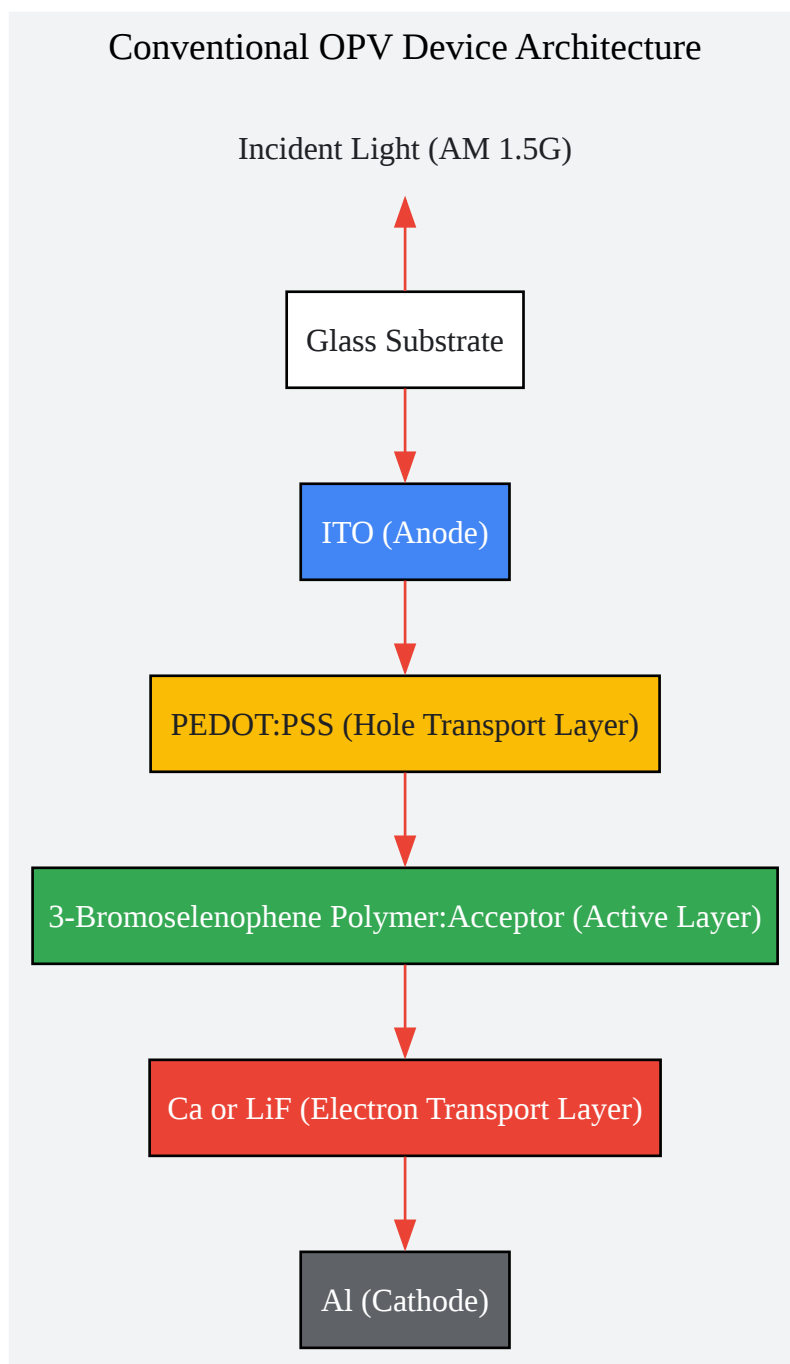 Conventional OPV Device Architecture
Incident Light (AM 1.5G)
Glass Substrate
ITO (Anode)
PEDOT:PSS (Hole Transport Layer)
3-Bromoselenophene Polymer:Acceptor (Active Layer)
Ca or LiF (Electron Transport Layer)
Al (Cathode)